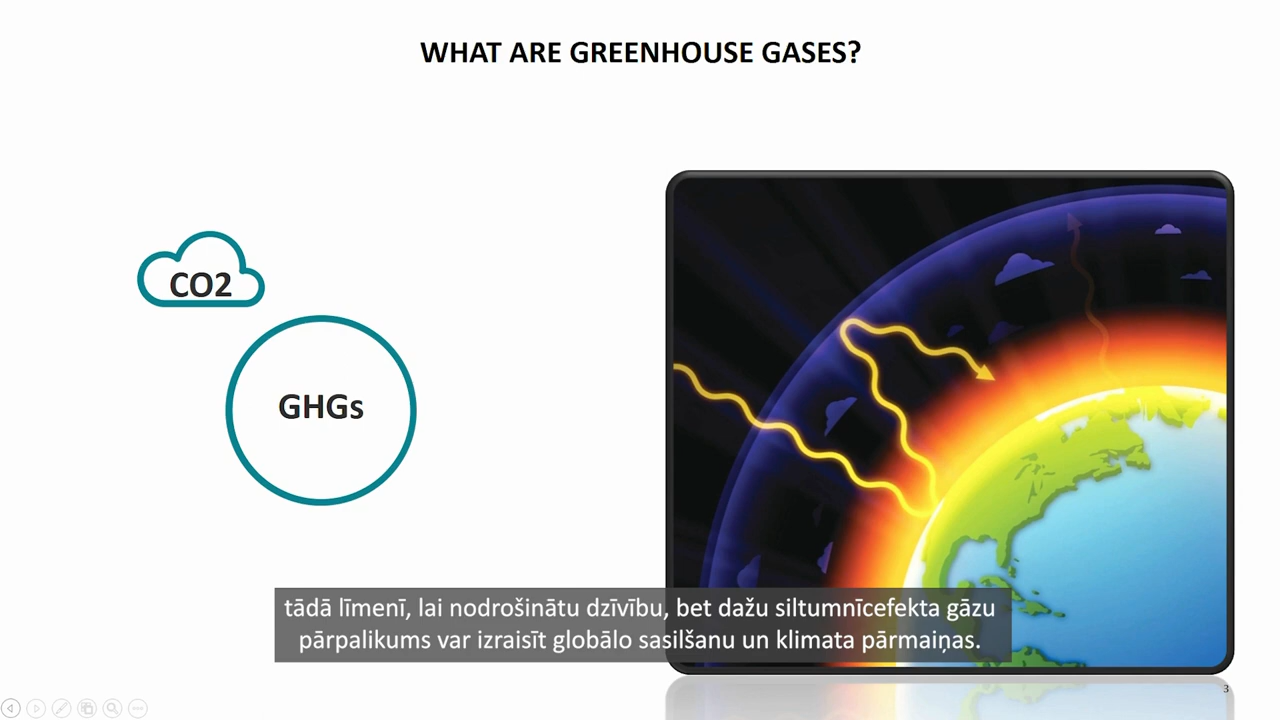 WHAT ARE GREENHOUSE GASES?
CO2
GHGs
tādā līmenī, lai nodrošinātu dzīvību, bet dažu siltumnīcefekta gāzu
pārpalikums var izraisīt globālo sasilšanu un klimata pārmaiņas.
3